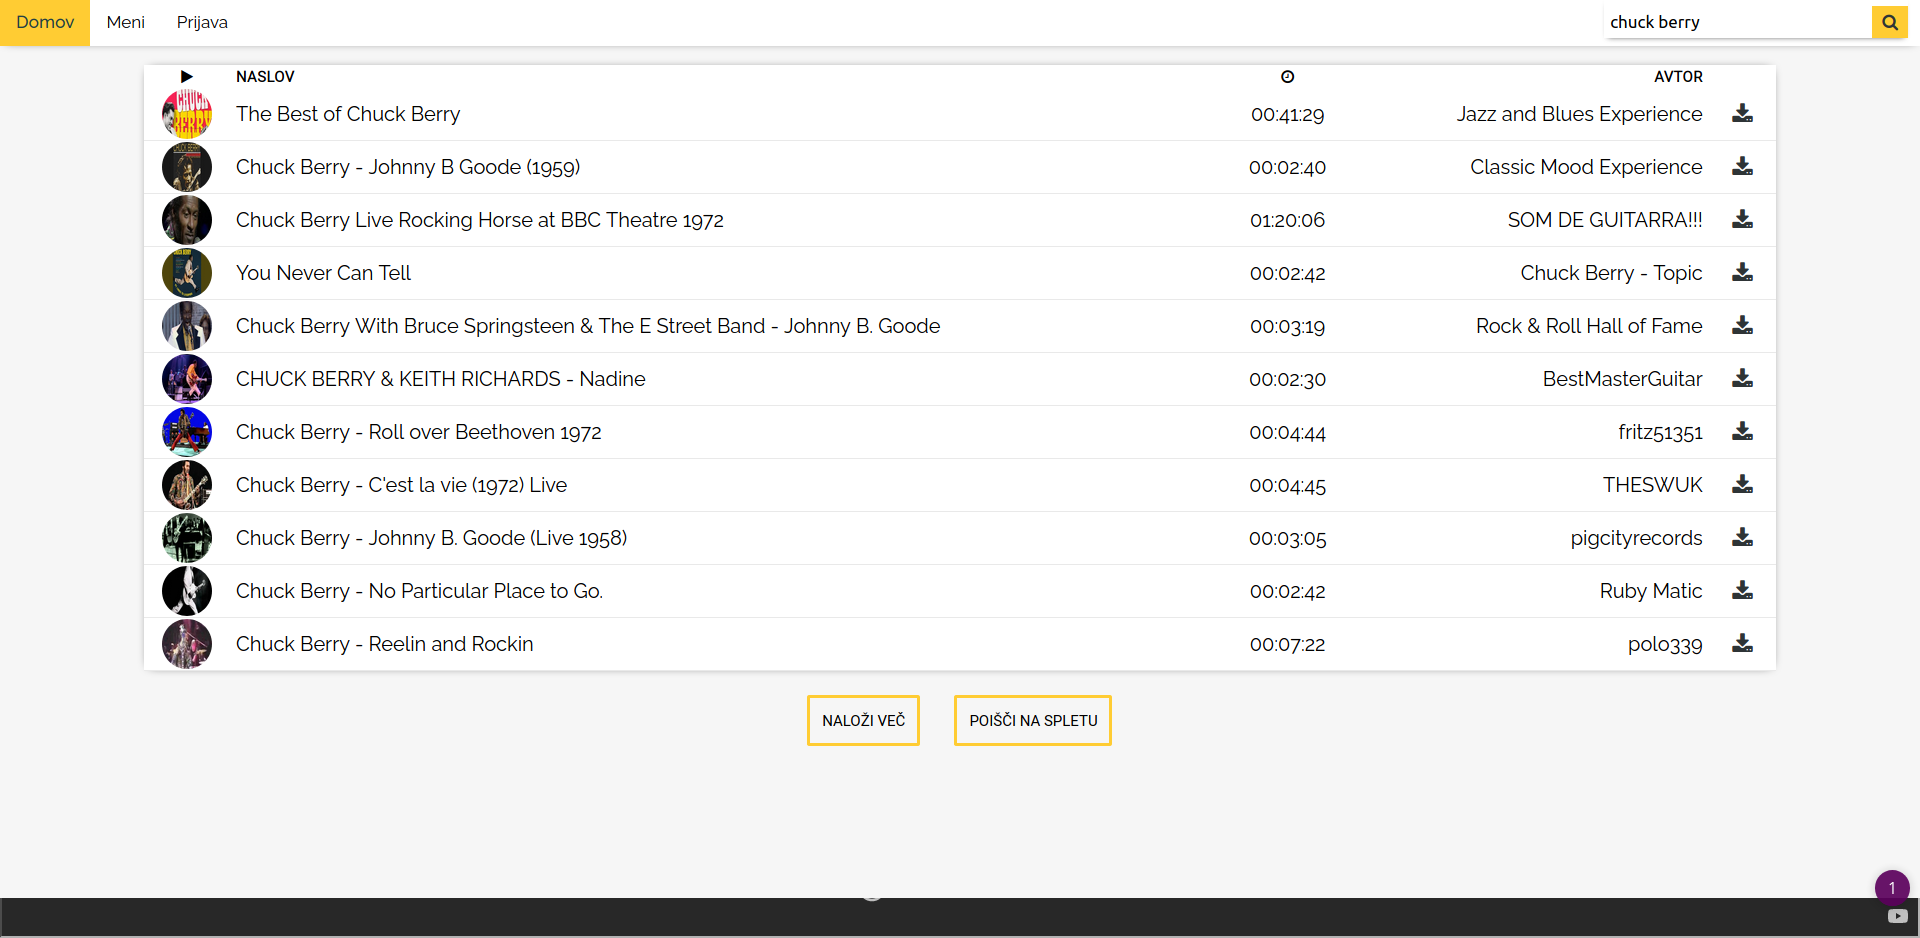 Domov Meni Prijava chuck berry
NASLOV AVTOR
CHUCK
BERRY
The Best of Chuck Berry 00:41:29 Jazz and Blues Experience
Chuck Berry - Johnny B Goode (1959) 00:02:40 Classic Mood Experience
Chuck Berry Live Rocking Horse at BBC Theatre 1972 01:20:06 SOM DE GUITARRA!!!
You Never Can Tell 00:02:42 Chuck Berry - Topic
Chuck Berry With Bruce Springsteen & The E Street Band - Johnny B. Goode 00:03:19 Rock & Roll Hall of Fame
CHUCK BERRY & KEITH RICHARDS - Nadine 00:02:30 BestMasterGuitar
Chuck Berry - Roll over Beethoven 1972 00:04:44 fritz51351
Chuck Berry - C'est la vie (1972) Live 00:04:45 THESWUK
Chuck Berry - Johnny B. Goode (Live 1958) 00:03:05 pigcityrecords
Chuck Berry - No Particular Place to Go. 00:02:42 Ruby Matic
Chuck Berry - Reelin and Rockin 00:07:22 polo339
NALOŽI VEČ POIŠČI NA SPLETU
1